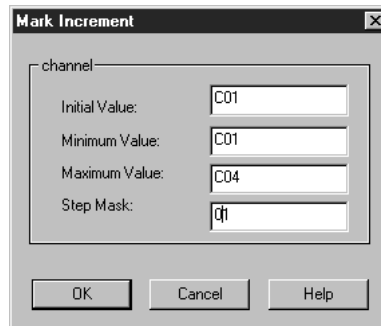 Mark Increment
channel
Initial Value: C01
Minimum Value: C01
Maximum Value: C04
Step Mask: 01
OK Cancel Help